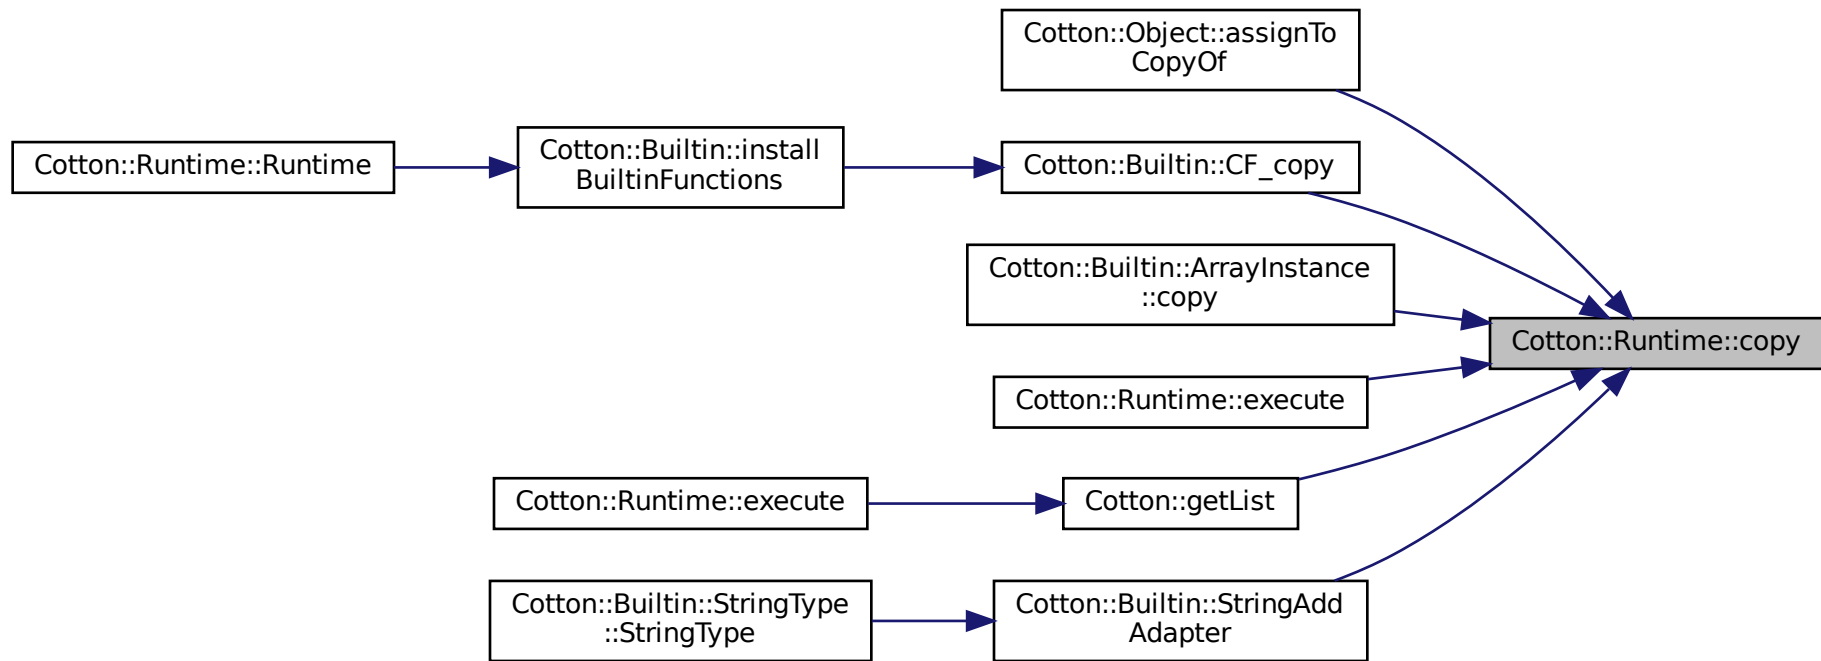 Cotton::Object::assignTo
CopyOf
Cotton::Runtime::Runtime
Cotton::Builtin::install
BuiltinFunctions
Cotton::Builtin::CF_copy
Cotton::Builtin::ArrayInstance
::copy
Cotton::Runtime::copy
Cotton::Runtime::execute
Cotton::Runtime::execute
Cotton::getList
Cotton::Builtin::StringType
::StringType
Cotton::Builtin::StringAdd
Adapter